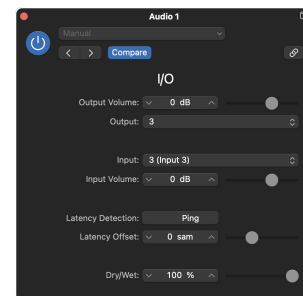 Audio 1
Manual
Compare
I/O
Output Volume: 0 dB
Output: 3
Input: 3 (Input 3)
Input Volume: 0 dB
Latency Detection: Ping
Latency Offset: 0 sam
Dry/Wet: 100 %